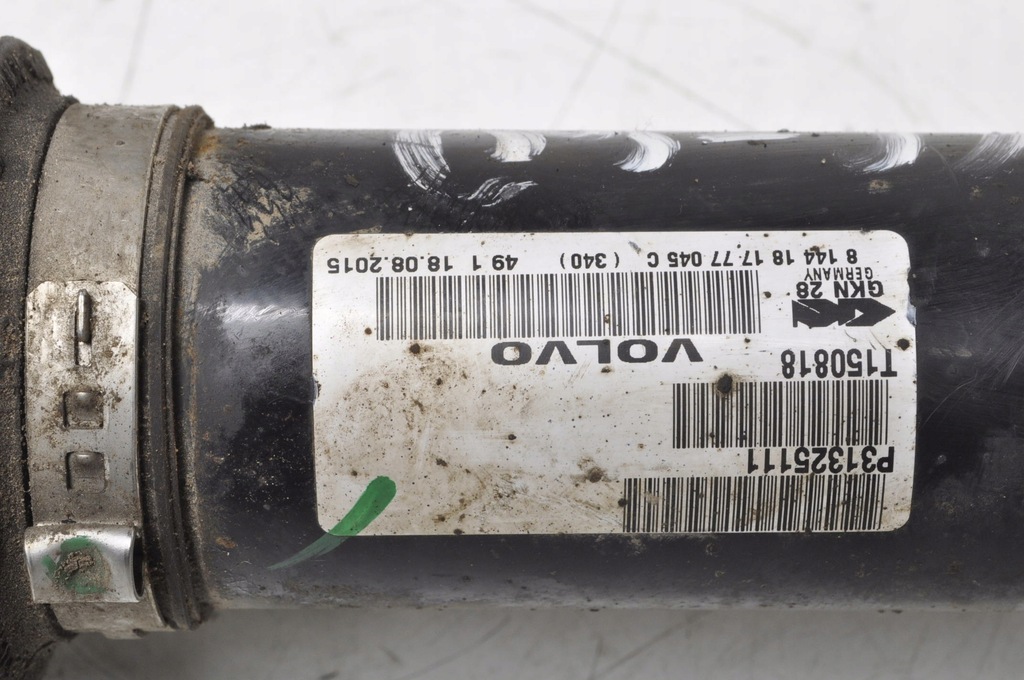 P31325111
T150818
VOLVO
GKN 28
GERMANY
8 144 18 17.77 045 C ( 340 ) 49 1 18.08.2015